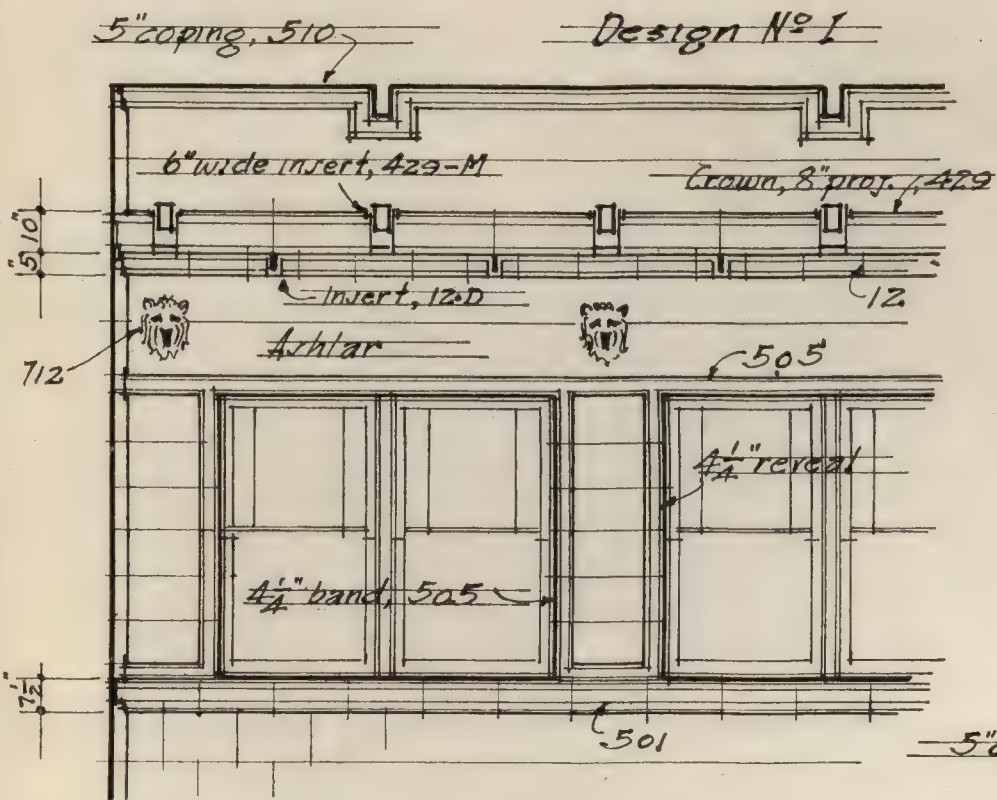 5" coping, 510
Design Nº 1
6" wide insert, 429-M
Crown, 8" proj., 429
10"
5"
insert, 12-D
12
712
Ashlar
505
4¼" reveal
4¼" band, 505
7½"
501
5"